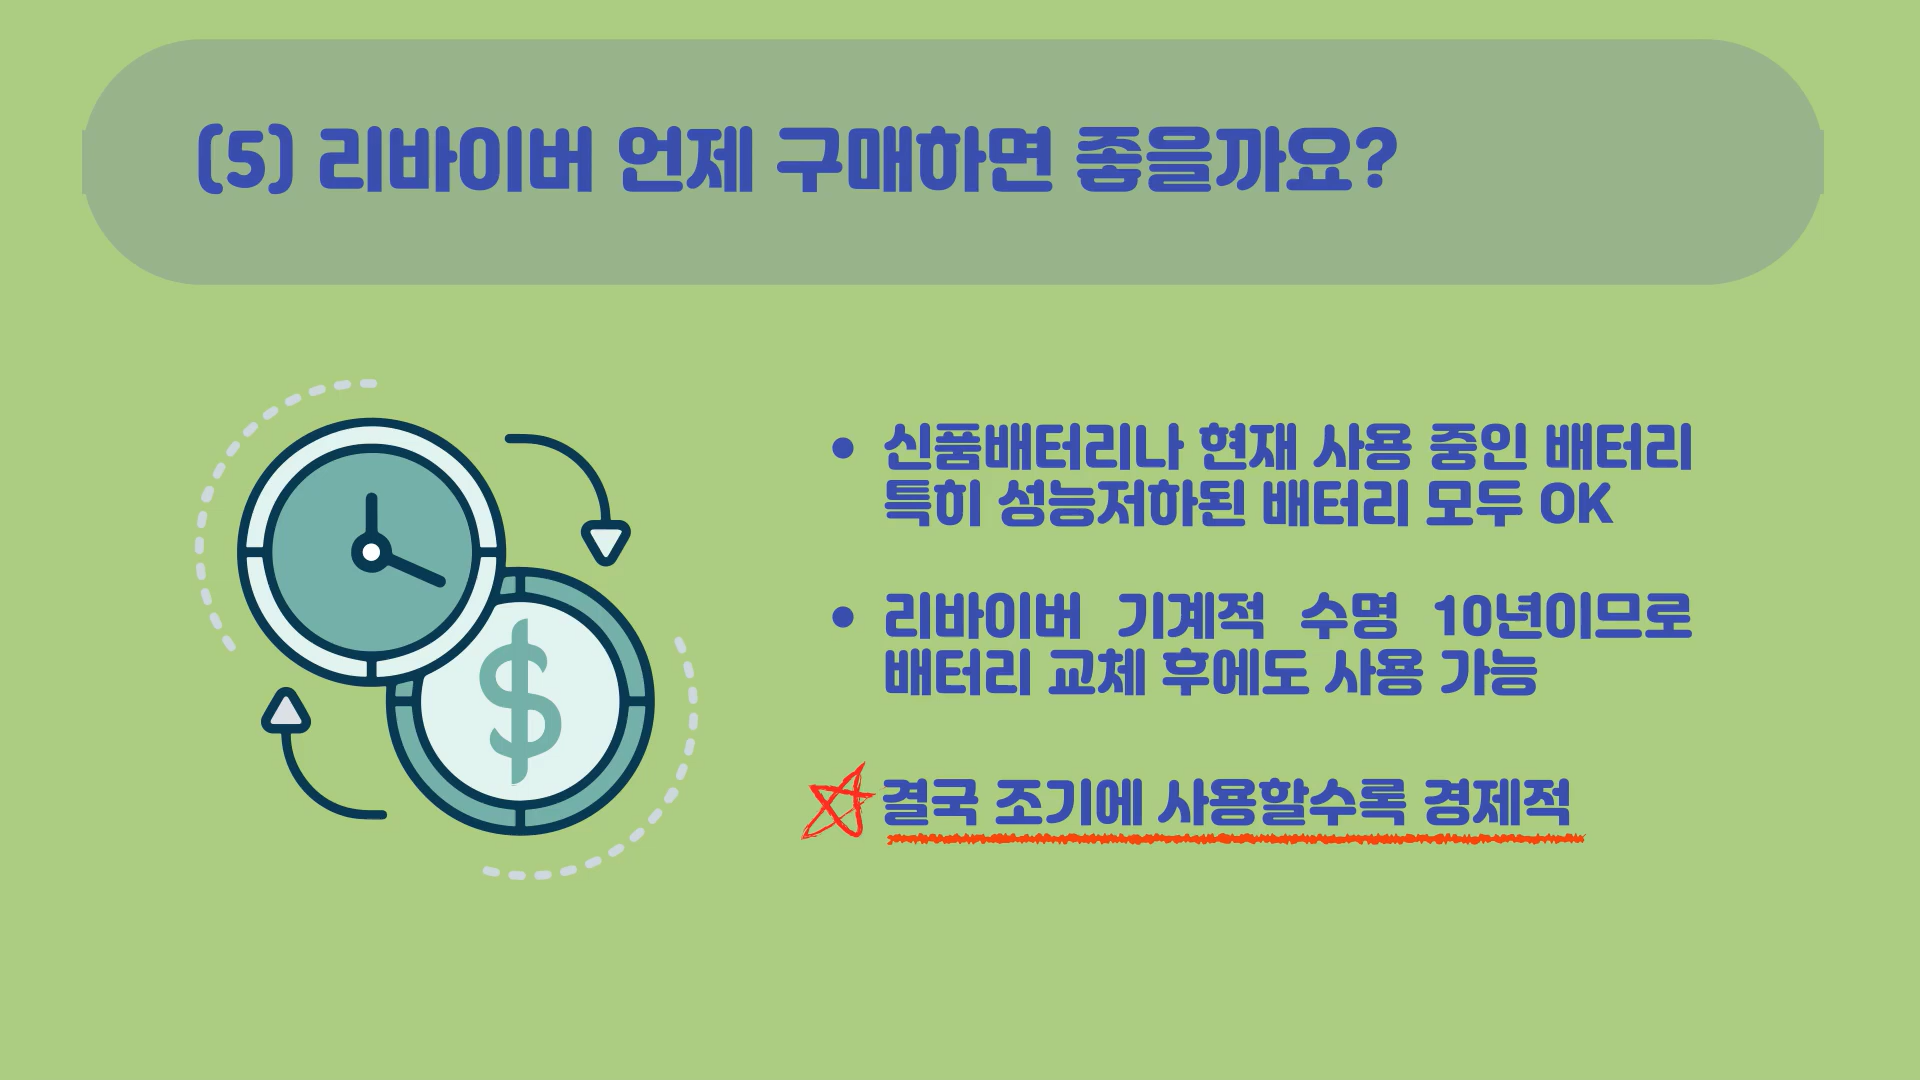 (5) 리바이버 언제 구매하면 좋을까요?
• 신품배터리나 현재 사용 중인 배터리
특히 성능저하된 배터리 모두 OK
• 리바이버 기계적 수명 10년이므로
배터리 교체 후에도 사용 가능
결국 조기에 사용할수록 경제적
$